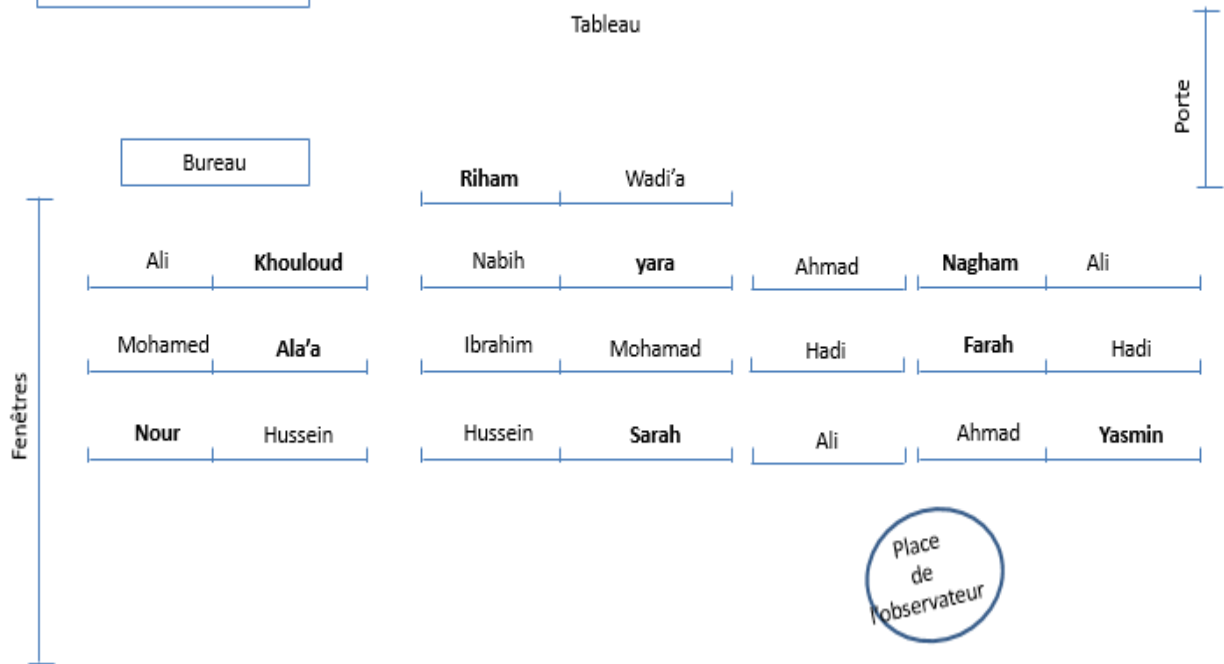 Tableau
Porte
Bureau
Riham Wadi'a
Ali Khouloud Nabih yara Ahmad Nagham Ali
Mohamed Ala'a Ibrahim Mohamad Hadi Farah Hadi
Fenêtres
Nour Hussein Hussein Sarah Ali Ahmad Yasmin
Place
de
l'observateur